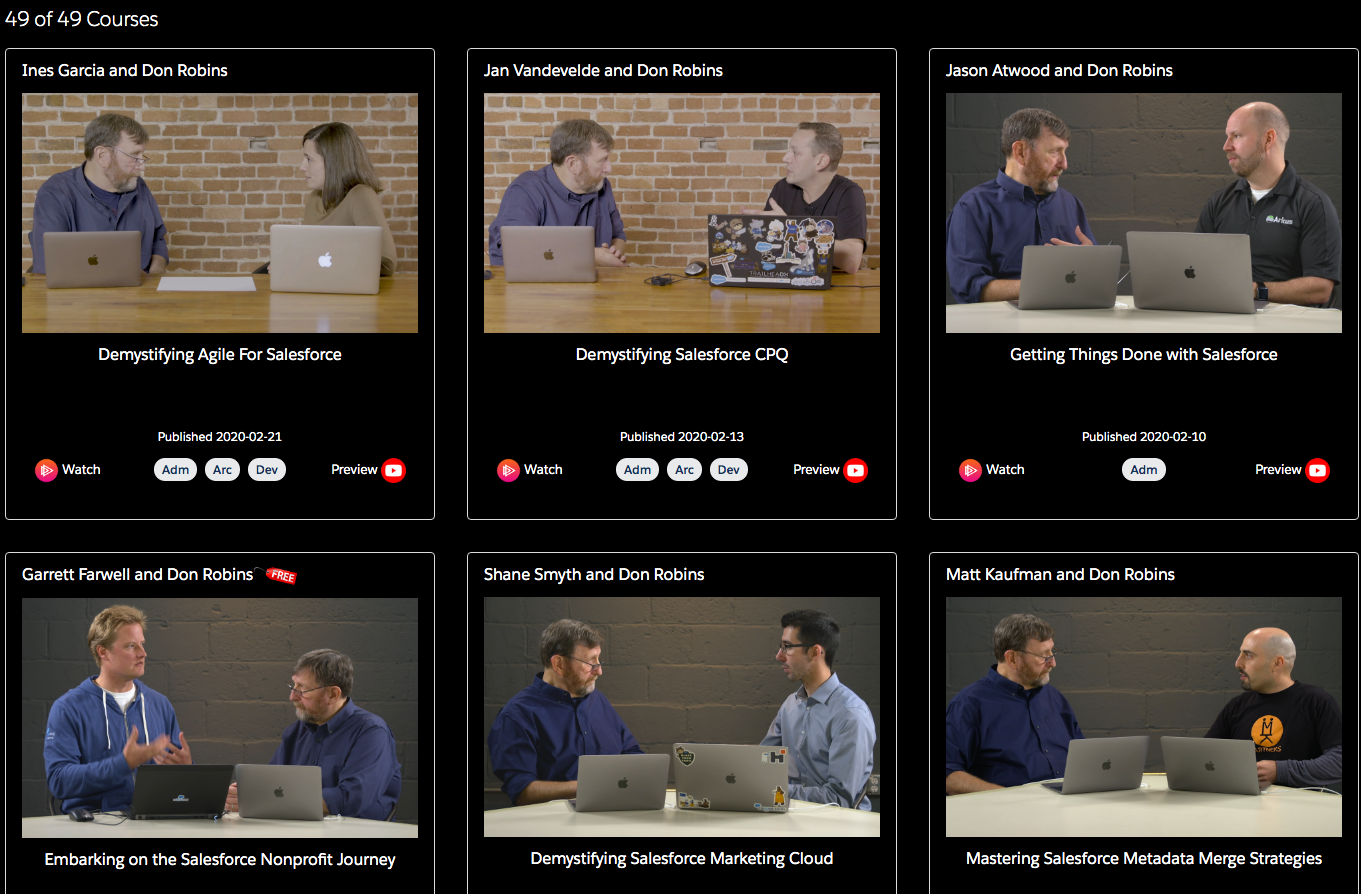 49 of 49 Courses
Ines Garcia and Don Robins
Jan Vandevelde and Don Robins
Jason Atwood and Don Robins
TRAILHEADX
Arkus
Demystifying Agile For Salesforce
Demystifying Salesforce CPQ
Getting Things Done with Salesforce
Published 2020-02-21
Published 2020-02-13
Published 2020-02-10
Watch Adm Arc Dev Preview
Watch Adm Arc Dev Preview
Watch Adm Preview
Garrett Farwell and Don Robins FREE
Shane Smyth and Don Robins
Matt Kaufman and Don Robins
MK
PARTNERS
Embarking on the Salesforce Nonprofit Journey
Demystifying Salesforce Marketing Cloud
Mastering Salesforce Metadata Merge Strategies